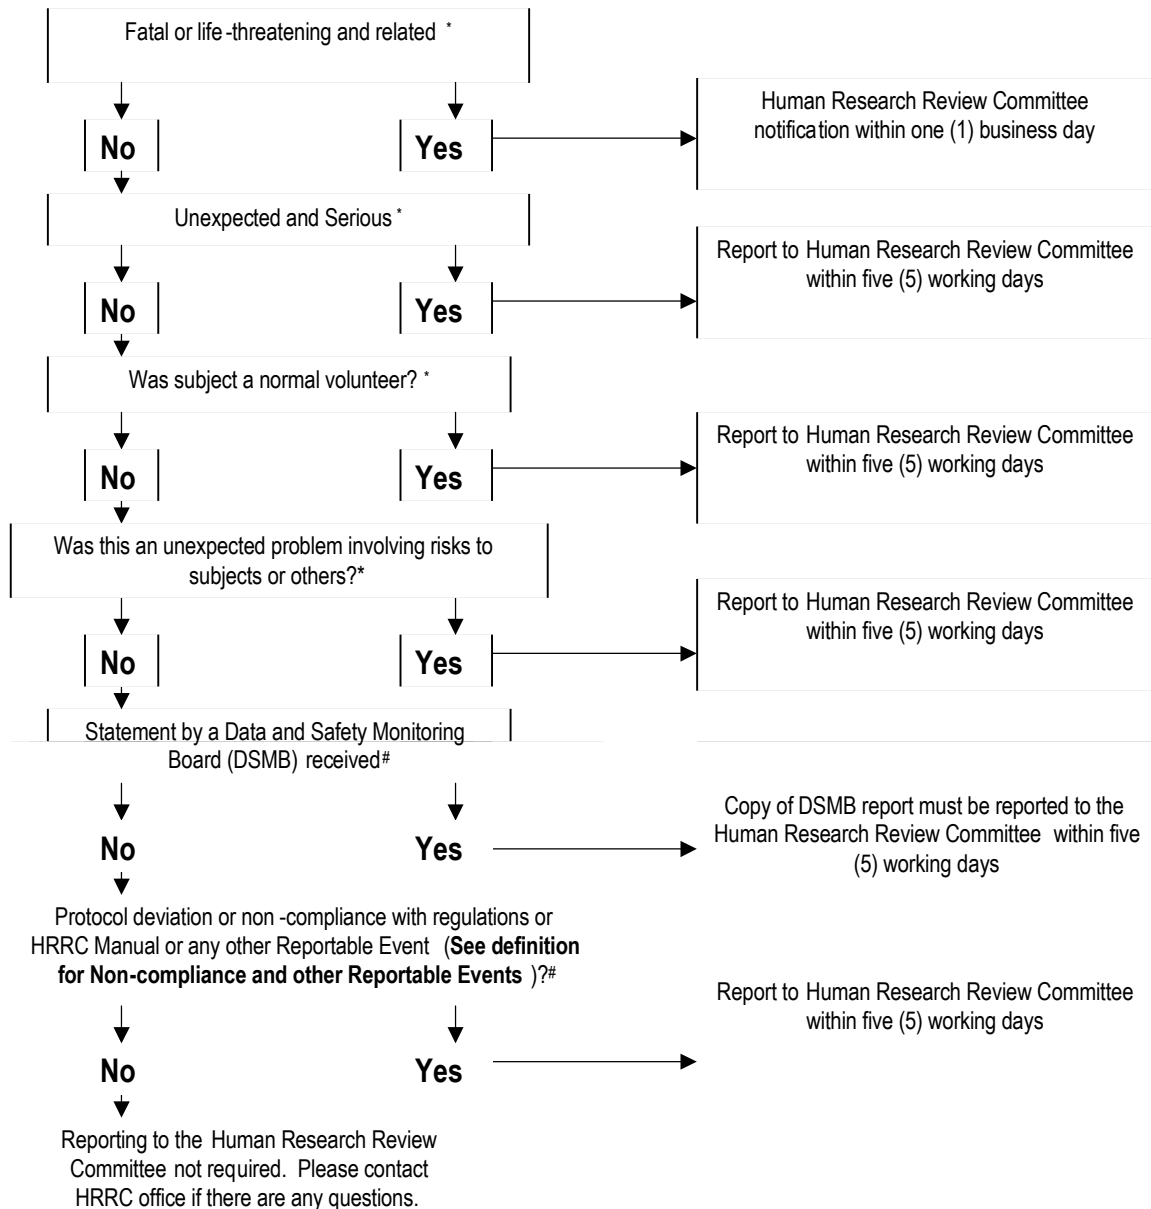 Fatal or life-threatening and related *
No
Yes
Human Research Review Committee
notification within one (1) business day
Unexpected and Serious *
No
Yes
Report to Human Research Review Committee
within five (5) working days
Was subject a normal volunteer? *
No
Yes
Report to Human Research Review Committee
within five (5) working days
Was this an unexpected problem involving risks to
subjects or others?*
No
Yes
Report to Human Research Review Committee
within five (5) working days
Statement by a Data and Safety Monitoring
Board (DSMB) received#
No
Yes
Copy of DSMB report must be reported to the
Human Research Review Committee within five
(5) working days
Protocol deviation or non-compliance with regulations or
HRRC Manual or any other Reportable Event (See definition
for Non-compliance and other Reportable Events )?#
No
Yes
Report to Human Research Review Committee
within five (5) working days
Reporting to the Human Research Review
Committee not required. Please contact
HRRC office if there are any questions.